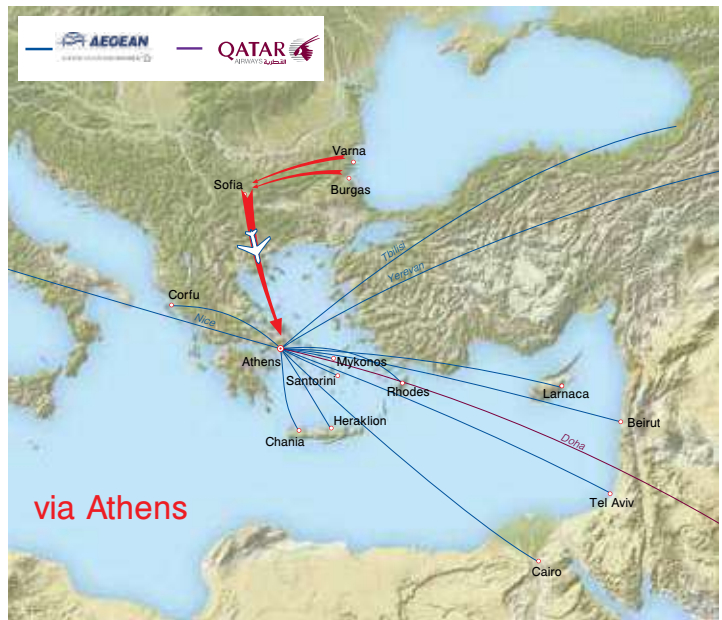 AEGEAN
QATAR
AIRWAYS القطرية
Varna
Burgas
Sofia
Tbilisi
Yerevan
Corfu
Nice
Athens
Mykonos
Santorini
Rhodes
Larnaca
Beirut
Heraklion
Chania
Doha
Tel Aviv
via Athens
Cairo